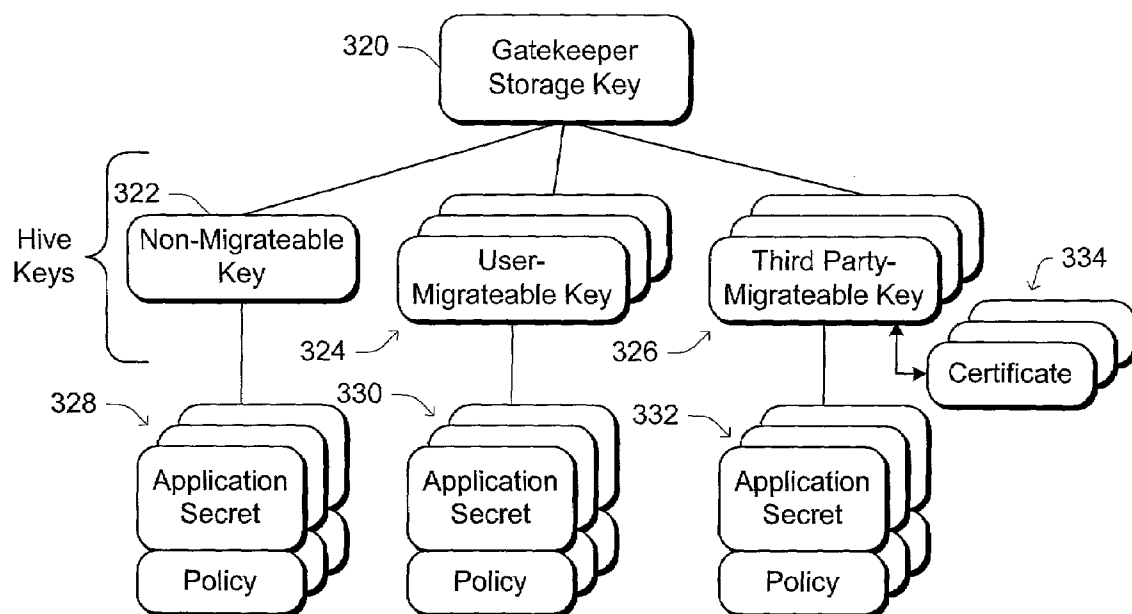 320
Gatekeeper
Storage Key
Hive
Keys
322
Non-Migrateable
Key
User-
Migrateable Key
324
Third Party-
Migrateable Key
326
334
Certificate
328
Application
Secret
Policy
330
Application
Secret
Policy
332
Application
Secret
Policy